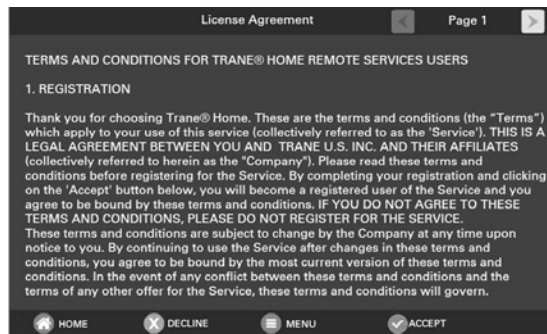 License Agreement Page 1
TERMS AND CONDITIONS FOR TRANE® HOME REMOTE SERVICES USERS
1. REGISTRATION
Thank you for choosing Trane® Home. These are the terms and conditions (the “Terms”)
which apply to your use of this service (collectively referred to as the 'Service'). THIS IS A
LEGAL AGREEMENT BETWEEN YOU AND TRANE U.S. INC. AND THEIR AFFILIATES
(collectively referred to herein as the "Company"). Please read these terms and
conditions before registering for the Service. By completing your registration and clicking
on the 'Accept' button below, you will become a registered user of the Service and you
agree to be bound by these terms and conditions. IF YOU DO NOT AGREE TO THESE
TERMS AND CONDITIONS, PLEASE DO NOT REGISTER FOR THE SERVICE.
These terms and conditions are subject to change by the Company at any time upon
notice to you. By continuing to use the Service after changes in these terms and
conditions, you agree to be bound by the most current version of these terms and
conditions. In the event of any conflict between these terms and conditions and the
terms of any other offer for the Service, these terms and conditions will govern.
HOME DECLINE MENU ACCEPT